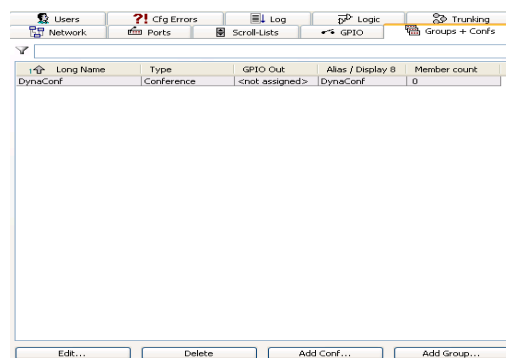 Users ?! Cfg Errors Log Logic Trunking
Network Ports Scroll-Lists GPIO Groups + Confs
1 Long Name Type GPIO Out Alias / Display 8 Member count
DynaConf Conference <not assigned> DynaConf 0
Edit... Delete Add Conf... Add Group...